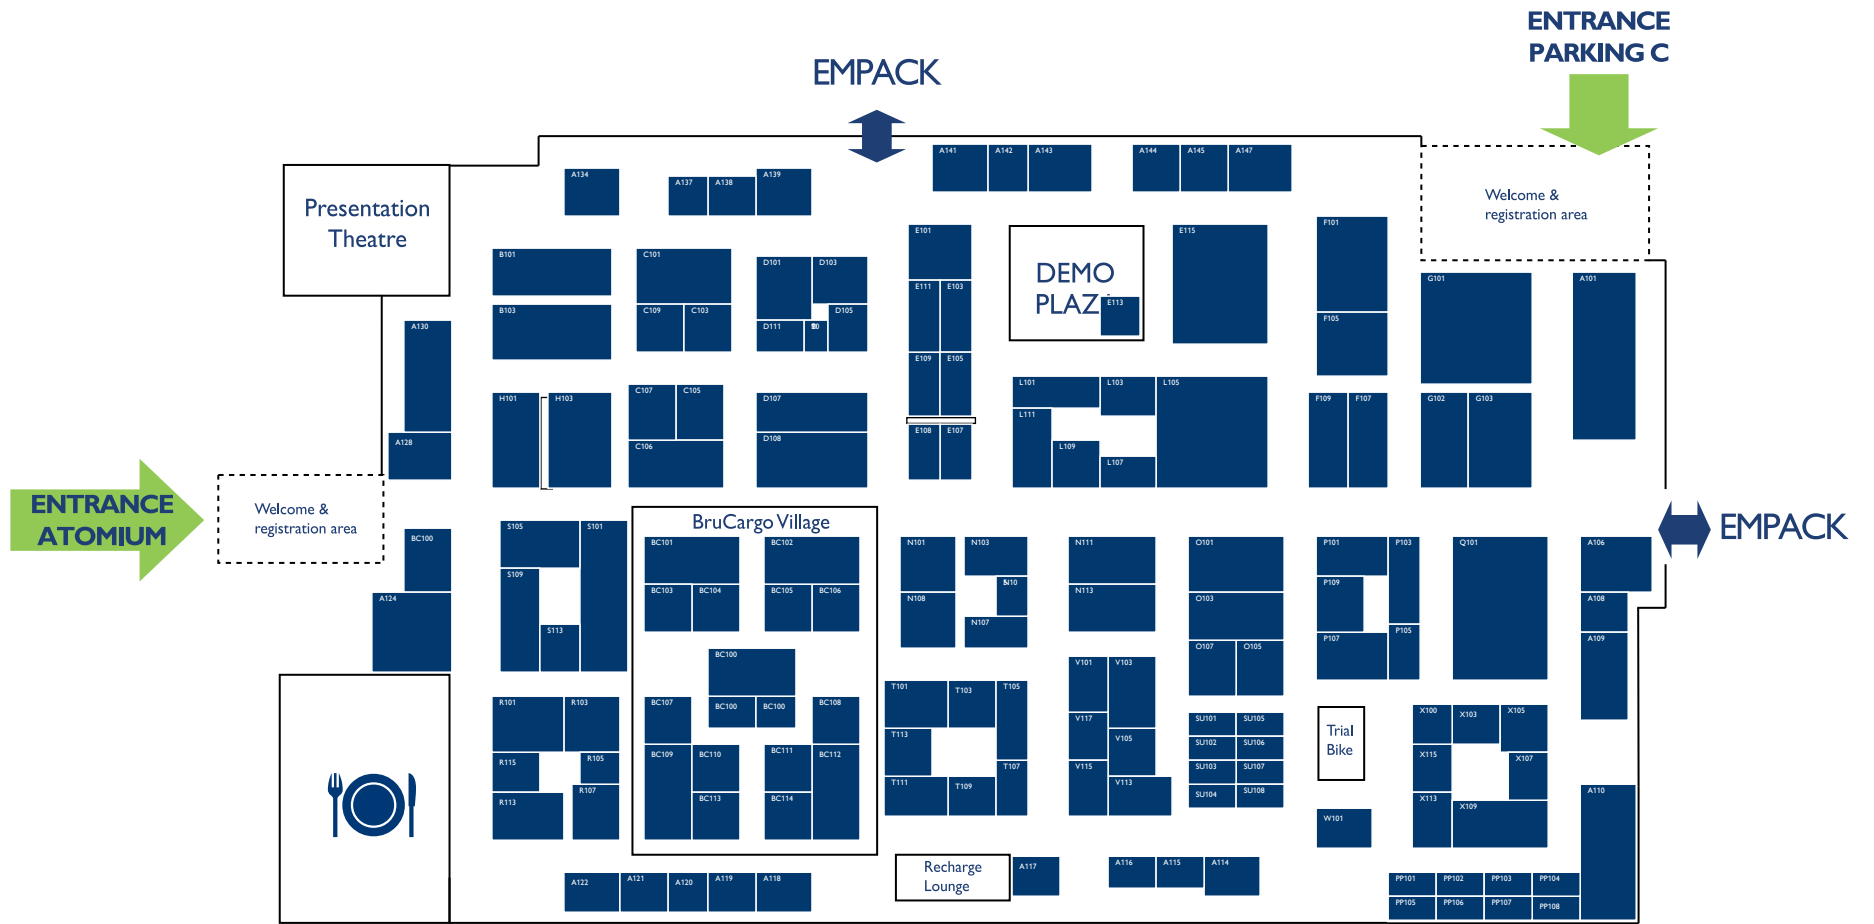 ENTRANCE
PARKING C
EMPACK
Presentation
Theatre
Welcome &
registration area
A134
A137
A138
A139
A141
A142
A143
A144
A145
A147
B101
B103
C101
C109
C103
D101
D103
D111
D105
E101
E111
E103
E109
E105
E108
E107
DEMO
PLAZ
E113
E115
F101
F105
G101
A101
A130
A128
H101
H103
C107
C105
C106
D107
D108
L101
L103
L105
L111
L109
L107
F109
F107
G102
G103
ENTRANCE
ATOMIUM
Welcome &
registration area
EMPACK
BC100
A124
S105
S101
S109
S113
BruCargo Village
BC101
BC102
BC103
BC104
BC105
BC106
BC100
BC100
BC100
BC107
BC108
BC109
BC110
BC111
BC112
BC113
BC114
N101
N103
N108
N107
N111
N113
O101
O103
O107
O105
P101
P103
P109
P107
P105
Q101
A106
A108
A109
R101
R103
R115
R105
R113
R107
T101
T103
T105
T113
T111
T109
T107
V101
V103
V117
V105
V115
V113
SU101
SU105
SU102
SU106
SU103
SU107
SU104
SU108
Trial
Bike
W101
X100
X103
X105
X115
X107
X113
X109
A110
Recharge
Lounge
A117
A116
A115
A114
A122
A121
A120
A119
A118
PP101
PP102
PP103
PP104
PP105
PP106
PP107
PP108